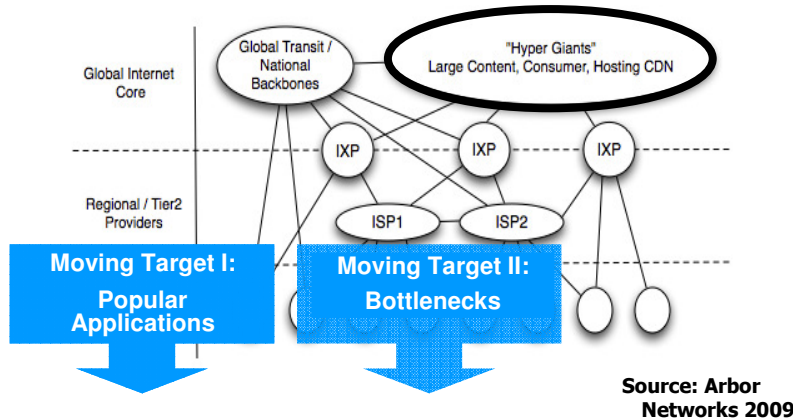 Global Transit /
National
Backbones
"Hyper Giants"
Large Content, Consumer, Hosting CDN
Global Internet
Core
IXP
IXP
IXP
Regional / Tier2
Providers
ISP1
ISP2
Moving Target I:
Popular
Applications
Moving Target II:
Bottlenecks
Source: Arbor
Networks 2009